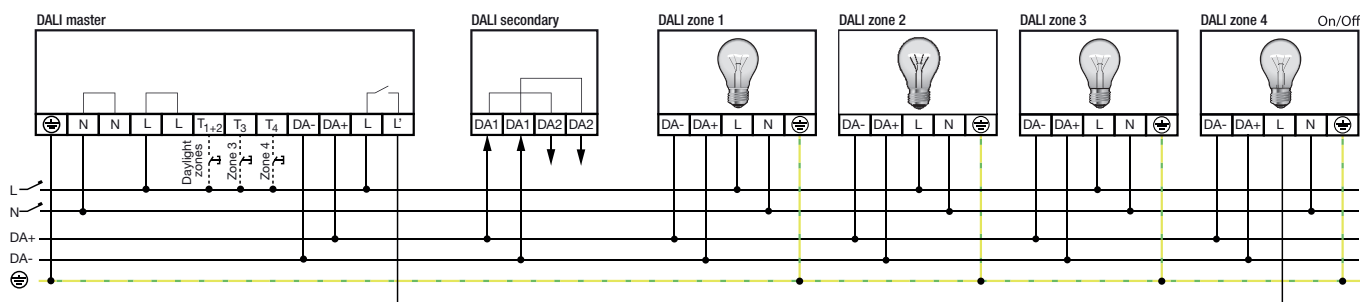 DALI master
DALI secondary
DALI zone 1
DALI zone 2
DALI zone 3
DALI zone 4 On/Off
N N L L T1+2 T3 T4 DA- DA+ L L'
DA1 DA1 DA2 DA2
DA- DA+ L N
DA- DA+ L N
DA- DA+ L N
DA- DA+ L N
Daylight
zones
Zone 3
Zone 4
L
N
DA+
DA-